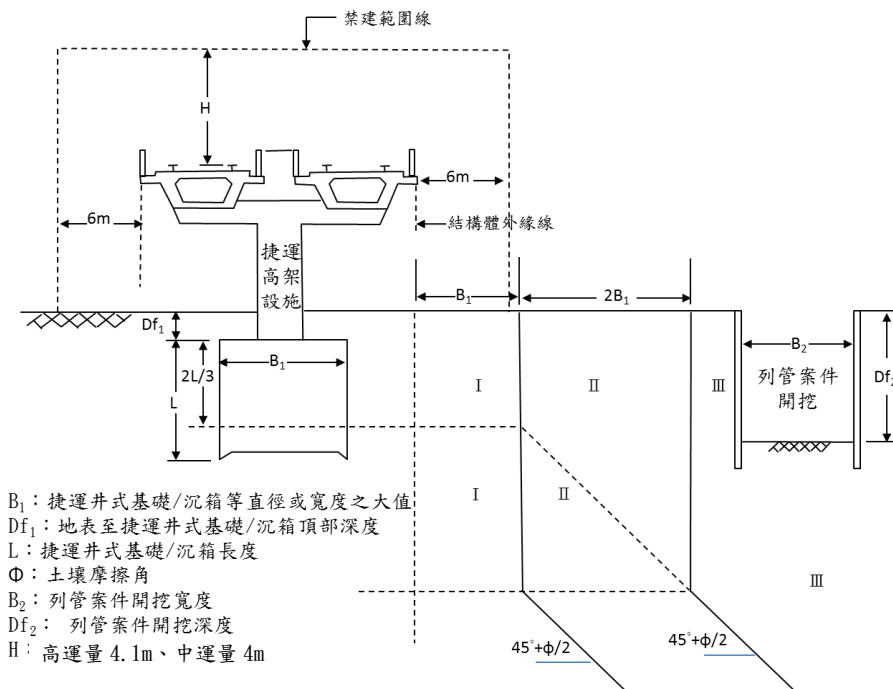 禁建範圍線
H
6m
6m
結構體外緣線
捷運
高架
設施
B₁
2B₁
Df₁
B₁
2L/3
L
B₂
列管案件
開挖
Df₂
Ⅰ
Ⅱ
Ⅲ
Ⅰ
Ⅱ
Ⅲ
B₁：捷運井式基礎/沉箱等直徑或寬度之大值
Df₁：地表至捷運井式基礎/沉箱頂部深度
L：捷運井式基礎/沉箱長度
Φ：土壤摩擦角
B₂：列管案件開挖寬度
Df₂： 列管案件開挖深度
H：高運量 4.1m、中運量 4m
45°+ϕ/2
45°+ϕ/2